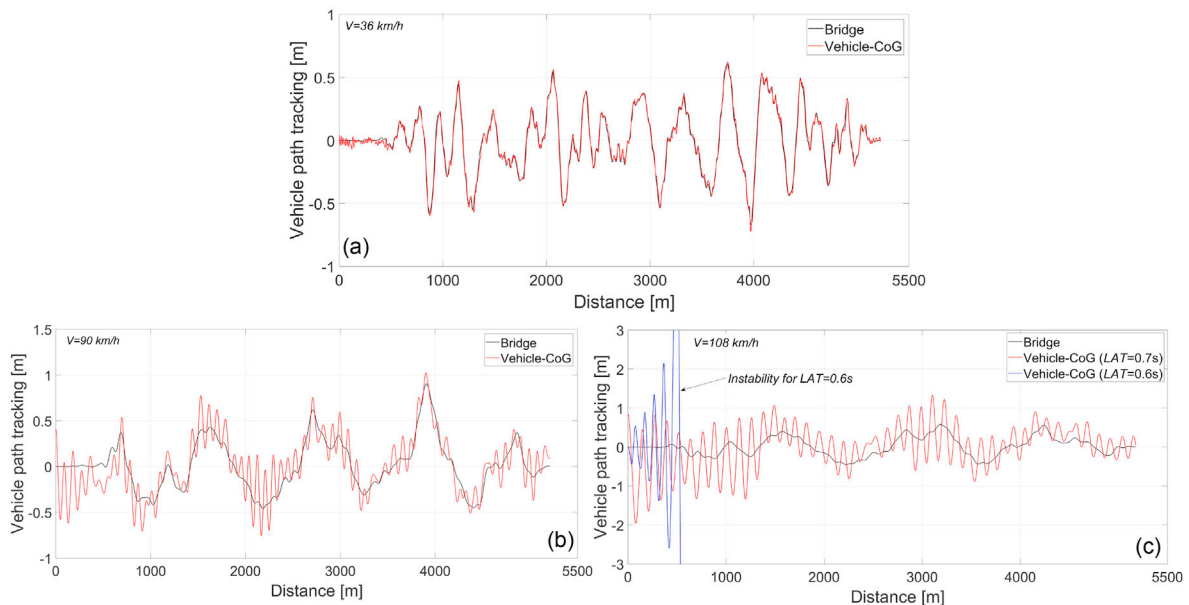 V=36 km/h
Bridge
Vehicle-CoG
Vehicle path tracking [m]
1
0.5
0
-0.5
-1
(a)
0
1000
2000
3000
4000
5500
Distance [m]
V=90 km/h
Bridge
Vehicle-CoG
Vehicle path tracking [m]
1.5
1
0.5
0
-0.5
-1
(b)
0
1000
2000
3000
4000
5500
Distance [m]
V=108 km/h
Bridge
Vehicle-CoG (LAT=0.7s)
Vehicle-CoG (LAT=0.6s)
Instability for LAT=0.6s
Vehicle path tracking [m]
3
2
1
0
-1
-2
-3
(c)
0
1000
2000
3000
4000
5500
Distance [m]